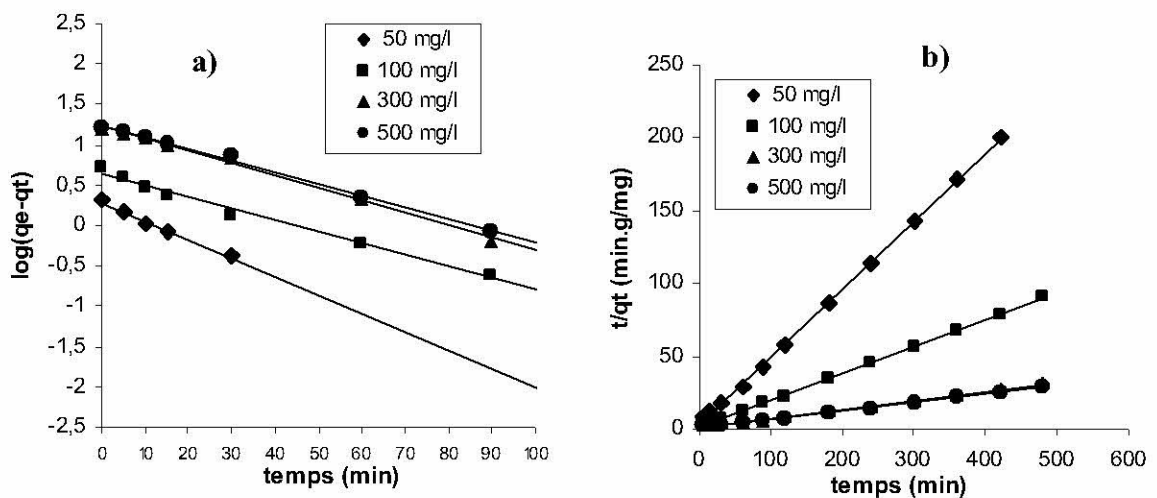 a)
2,5
2
1,5
1
0,5
0
-0,5
-1
-1,5
-2
-2,5
log(qe-qt)
50 mg/l
100 mg/l
300 mg/l
500 mg/l
0 10 20 30 40 50 60 70 80 90 100
temps (min)
b)
250
200
150
100
50
0
t/qt (min.g/mg)
50 mg/l
100 mg/l
300 mg/l
500 mg/l
0 100 200 300 400 500 600
temps (min)